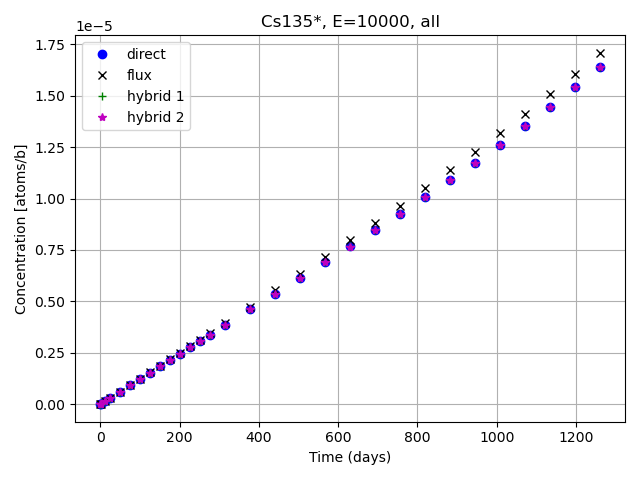 Cs135*, E=10000, all
1e−5
direct
flux
hybrid 1
hybrid 2
1.75
1.50
1.25
1.00
0.75
0.50
0.25
0.00
Concentration [atoms/b]
0 200 400 600 800 1000 1200
Time (days)